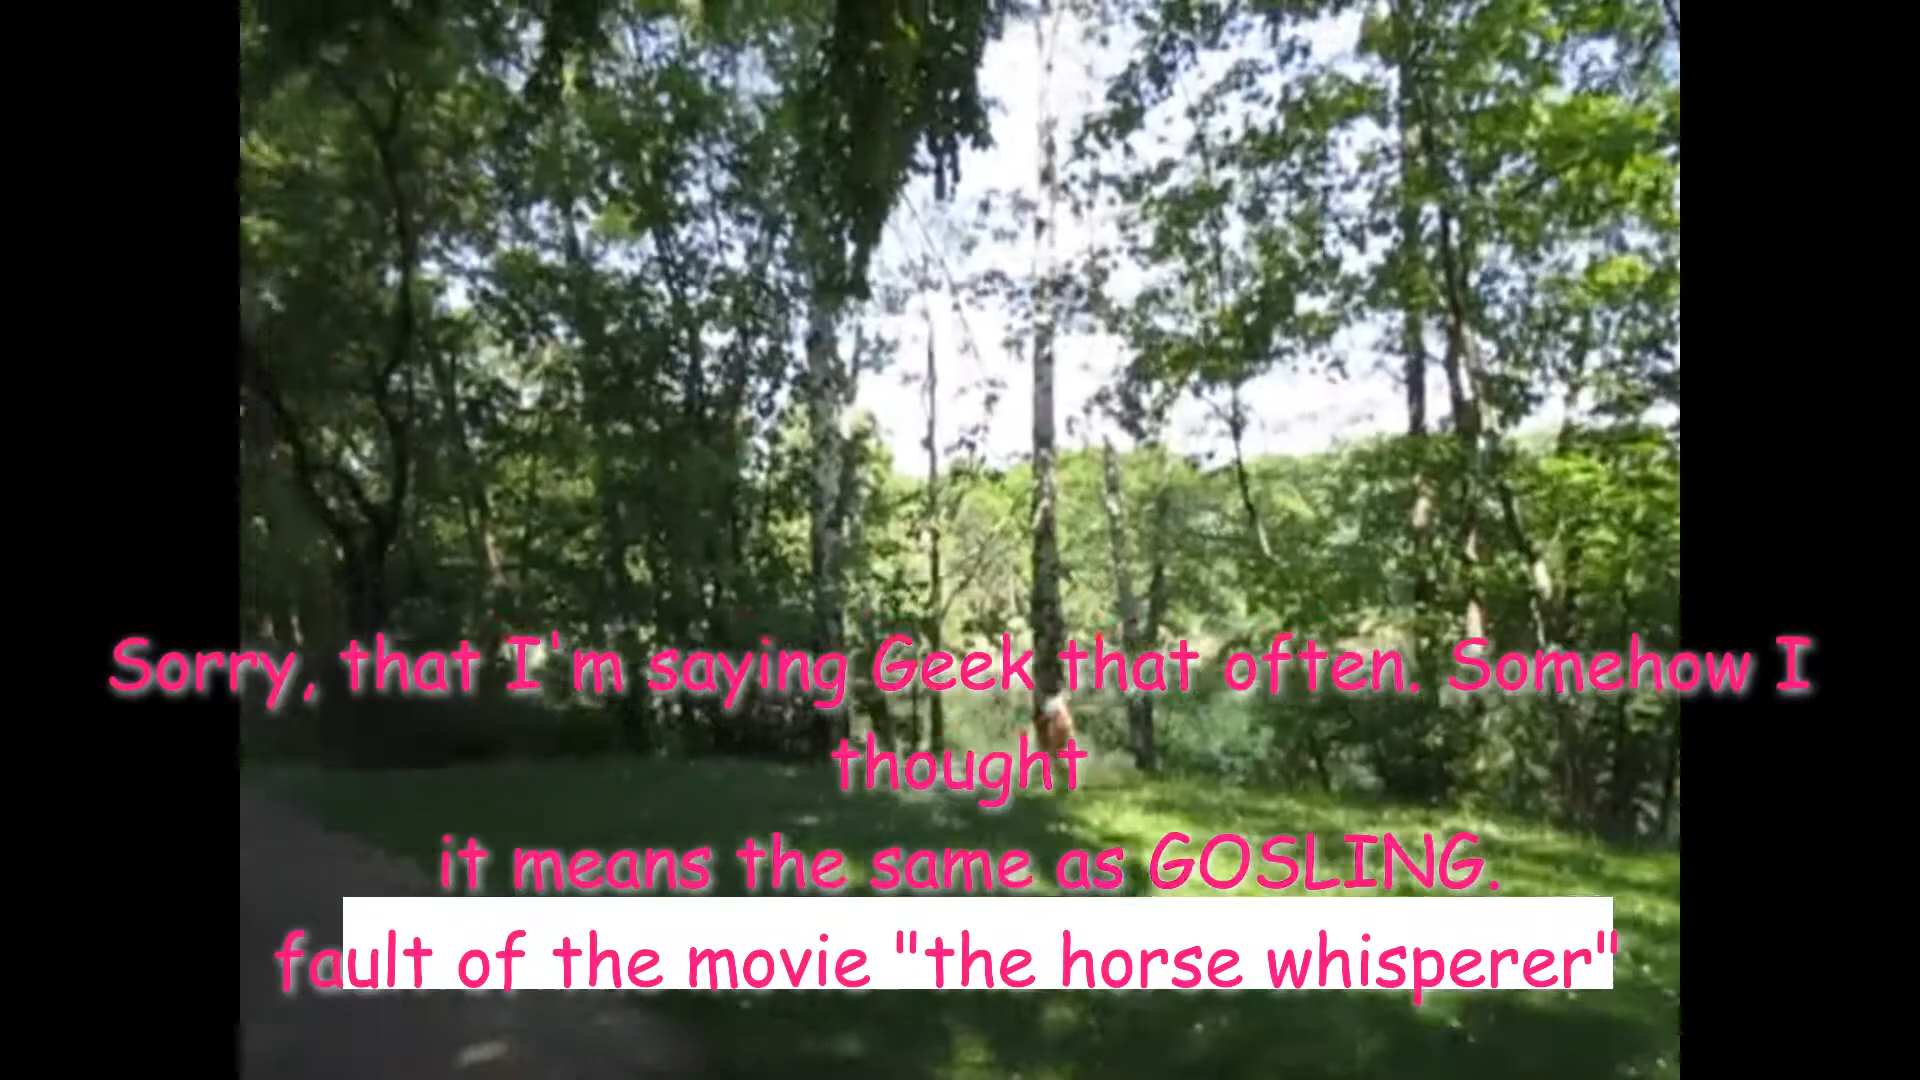 Sorry, that I'm saying Geek that often. Somehow I
thought
it means the same as GOSLING.
fault of the movie "the horse whisperer"